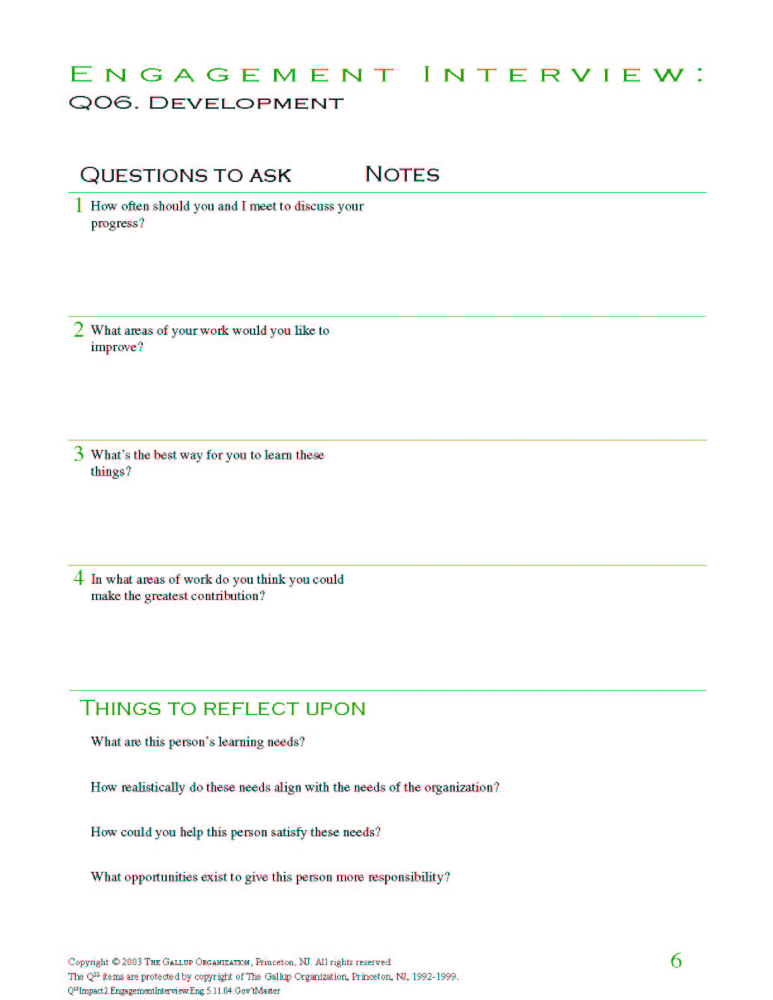 Engagement Interview:
Q06. Development
Questions to ask Notes
1 How often should you and I meet to discuss your
progress?
2 What areas of your work would you like to
improve?
3 What's the best way for you to learn these
things?
4 In what areas of work do you think you could
make the greatest contribution?
Things to reflect upon
What are this person's learning needs?
How realistically do these needs align with the needs of the organization?
How could you help this person satisfy these needs?
What opportunities exist to give this person more responsibility?
Copyright © 2003 The Gallup Organization, Princeton, NJ. All rights reserved.
The Q¹² items are protected by copyright of The Gallup Organization, Princeton, NJ, 1992-1999.
Q¹²Impact2.EngagementInterview.Eng.5.11.04.Gov'tMaster
6